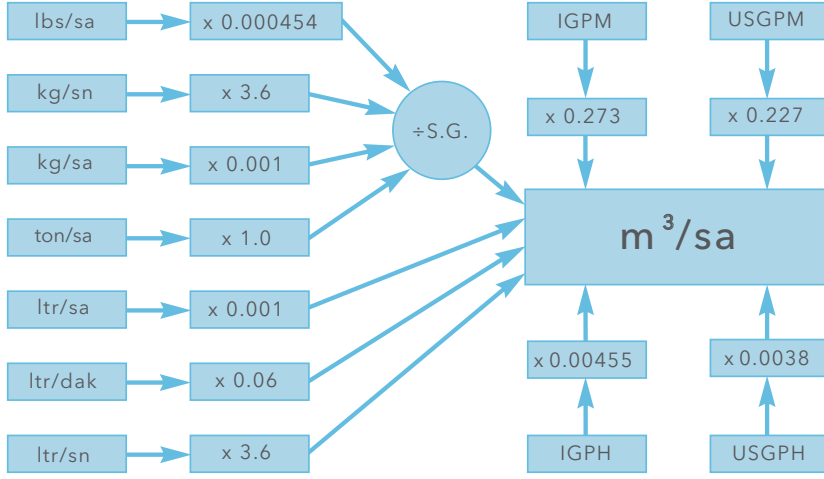 lbs/sa
x 0.000454
IGPM
USGPM
kg/sn
x 3.6
x 0.273
x 0.227
÷S.G.
kg/sa
x 0.001
ton/sa
x 1.0
m³/sa
ltr/sa
x 0.001
x 0.00455
x 0.0038
ltr/dak
x 0.06
ltr/sn
x 3.6
IGPH
USGPH